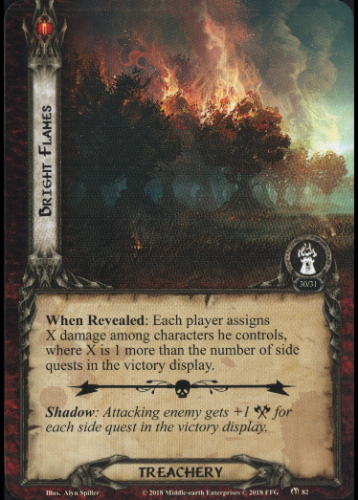 BRIGHT FLAMES
30/31
When Revealed: Each player assigns
X damage among characters he controls,
where X is 1 more than the number of side
quests in the victory display.
Shadow: Attacking enemy gets +1 for
each side quest in the victory display.
TREACHERY
Illus. Alyn Spiller © 2018 Middle-earth Enterprises © 2018 FFG 82